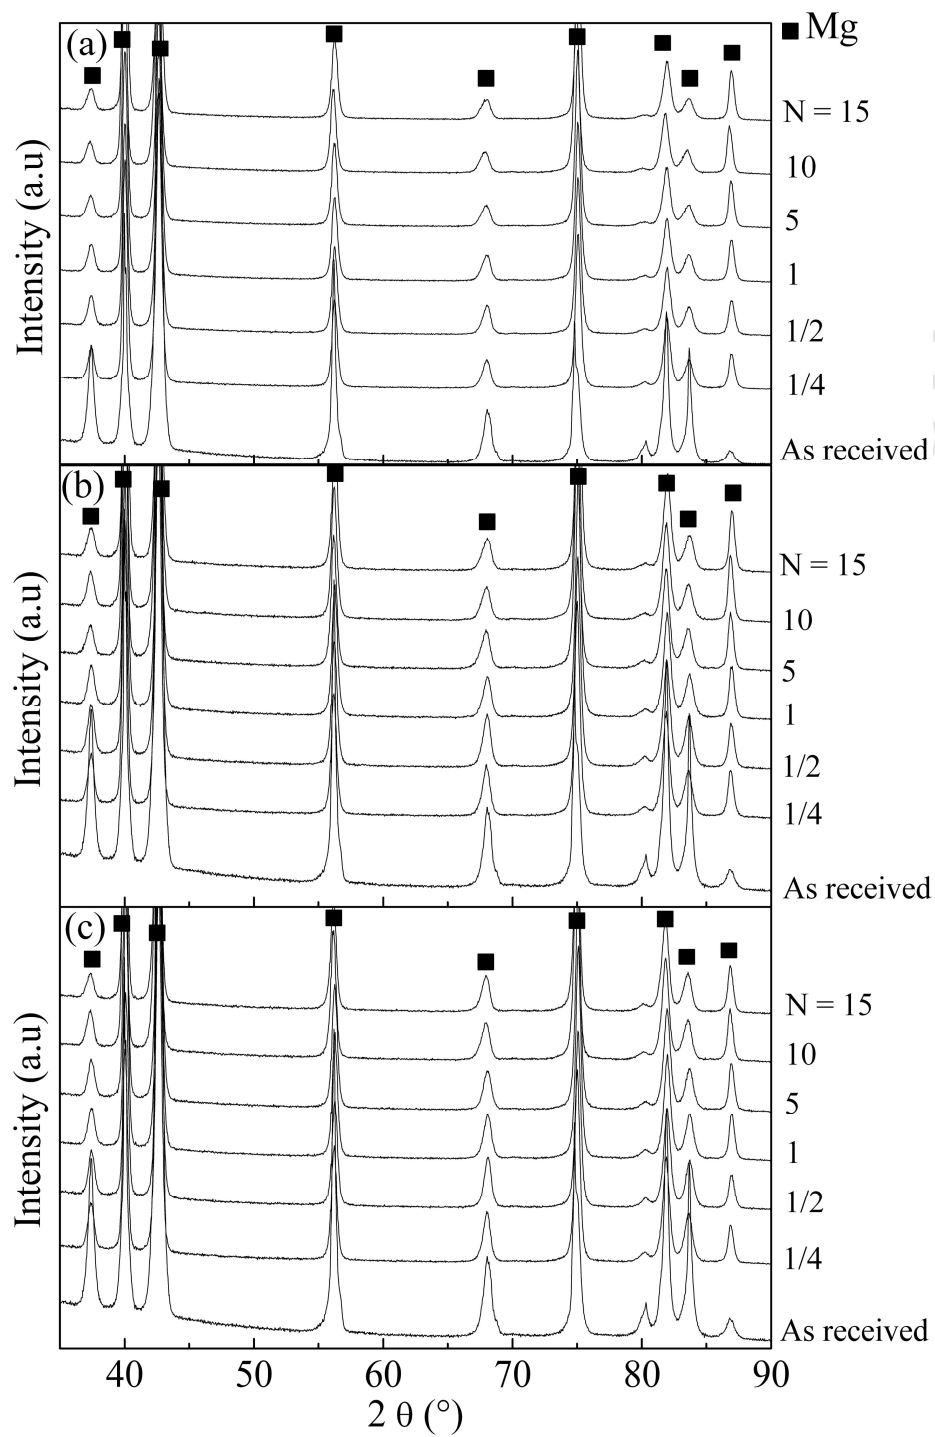 (a)
■ Mg
N = 15
10
5
1
1/2
1/4
As received
Intensity (a.u)
(b)
N = 15
10
5
1
1/2
1/4
As received
Intensity (a.u)
(c)
N = 15
10
5
1
1/2
1/4
As received
Intensity (a.u)
40 50 60 70 80 90
2 θ (°)